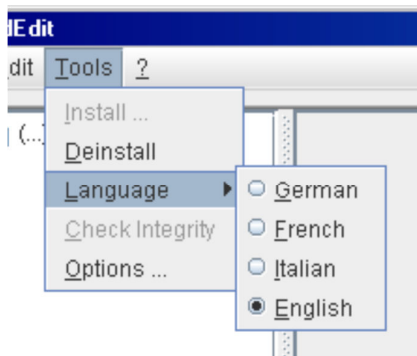 dEdit
dit Tools ?
Install ...
(...
Deinstall
Language
German
Check Integrity
French
Options ...
Italian
English